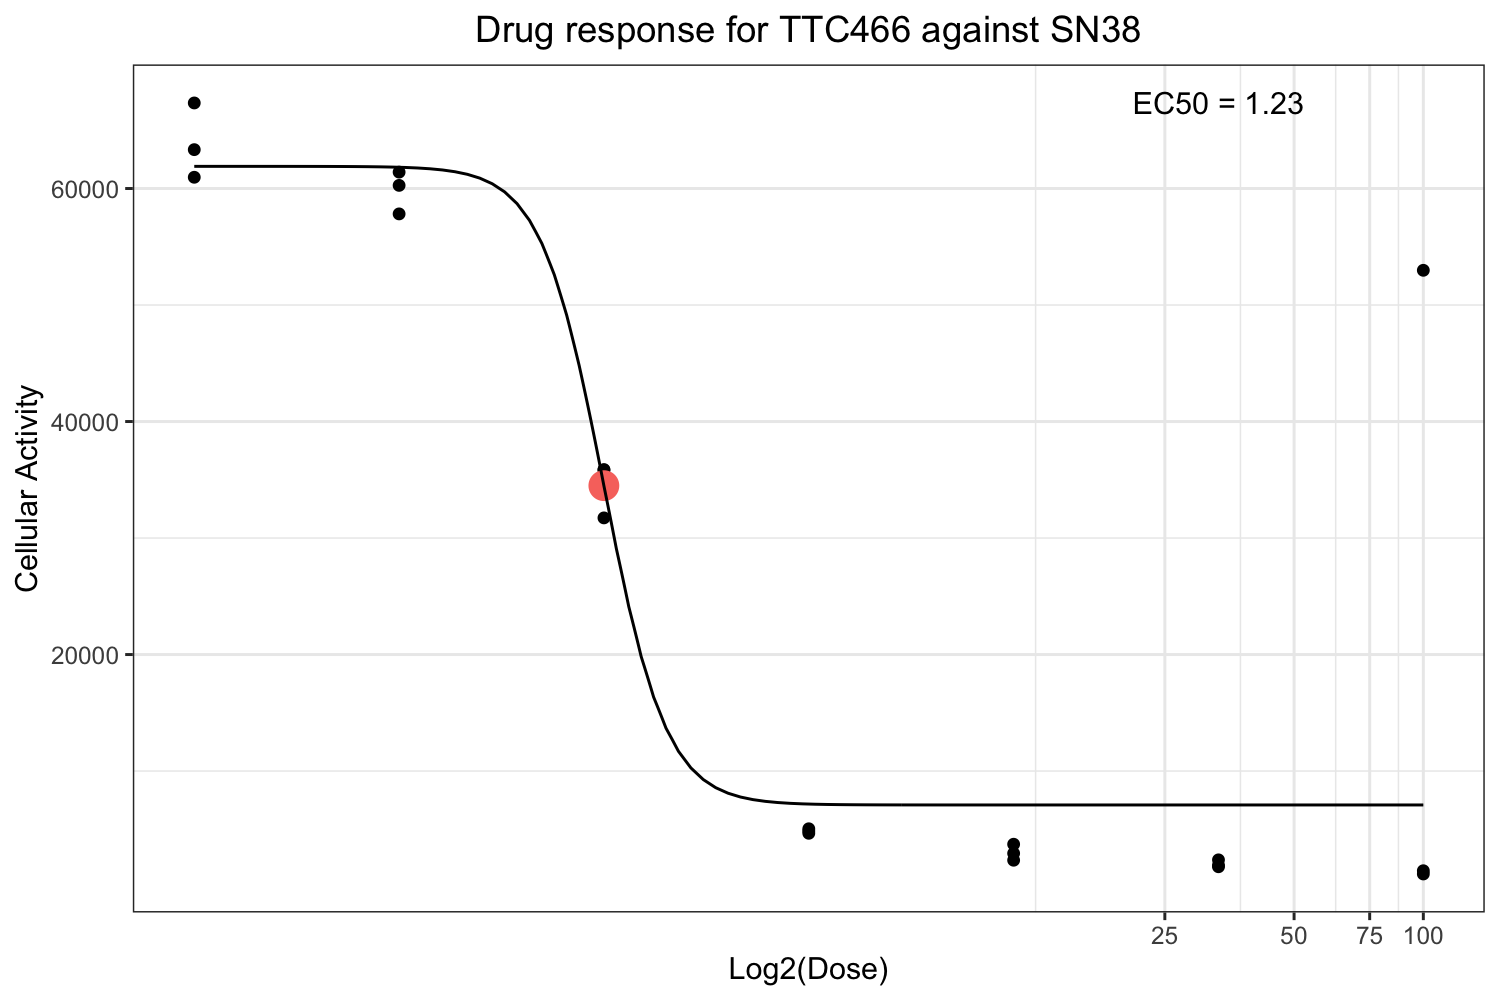 Drug response for TTC466 against SN38
EC50 = 1.23
60000
40000
20000
Cellular Activity
25 50 75 100
Log2(Dose)